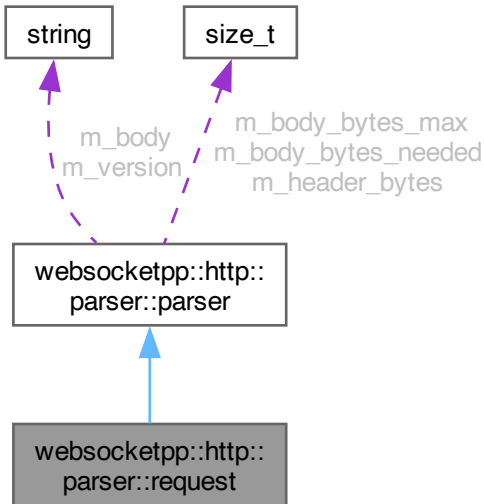 string
size_t
m_body
m_version
m_body_bytes_max
m_body_bytes_needed
m_header_bytes
websocketpp::http::
parser::parser
websocketpp::http::
parser::request